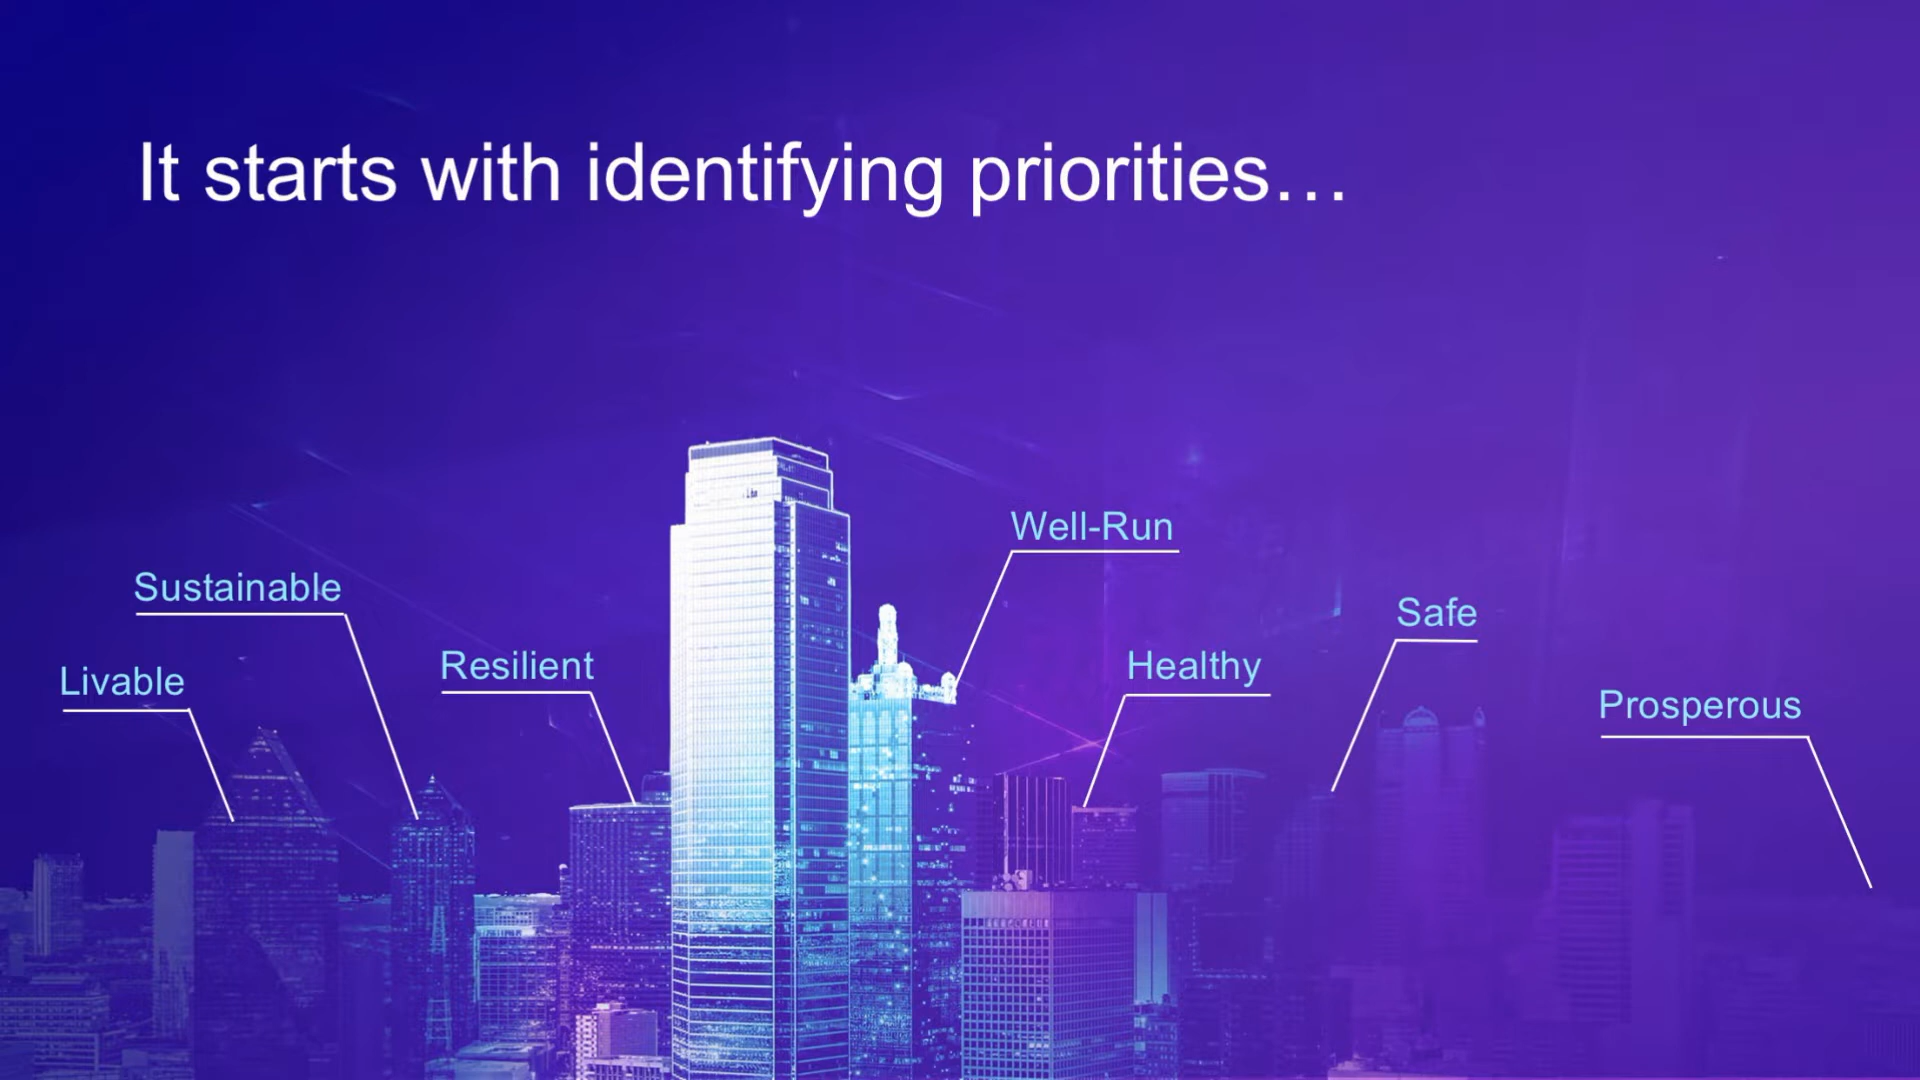 It starts with identifying priorities…
Well-Run
Sustainable
Safe
Resilient
Healthy
Livable
Prosperous